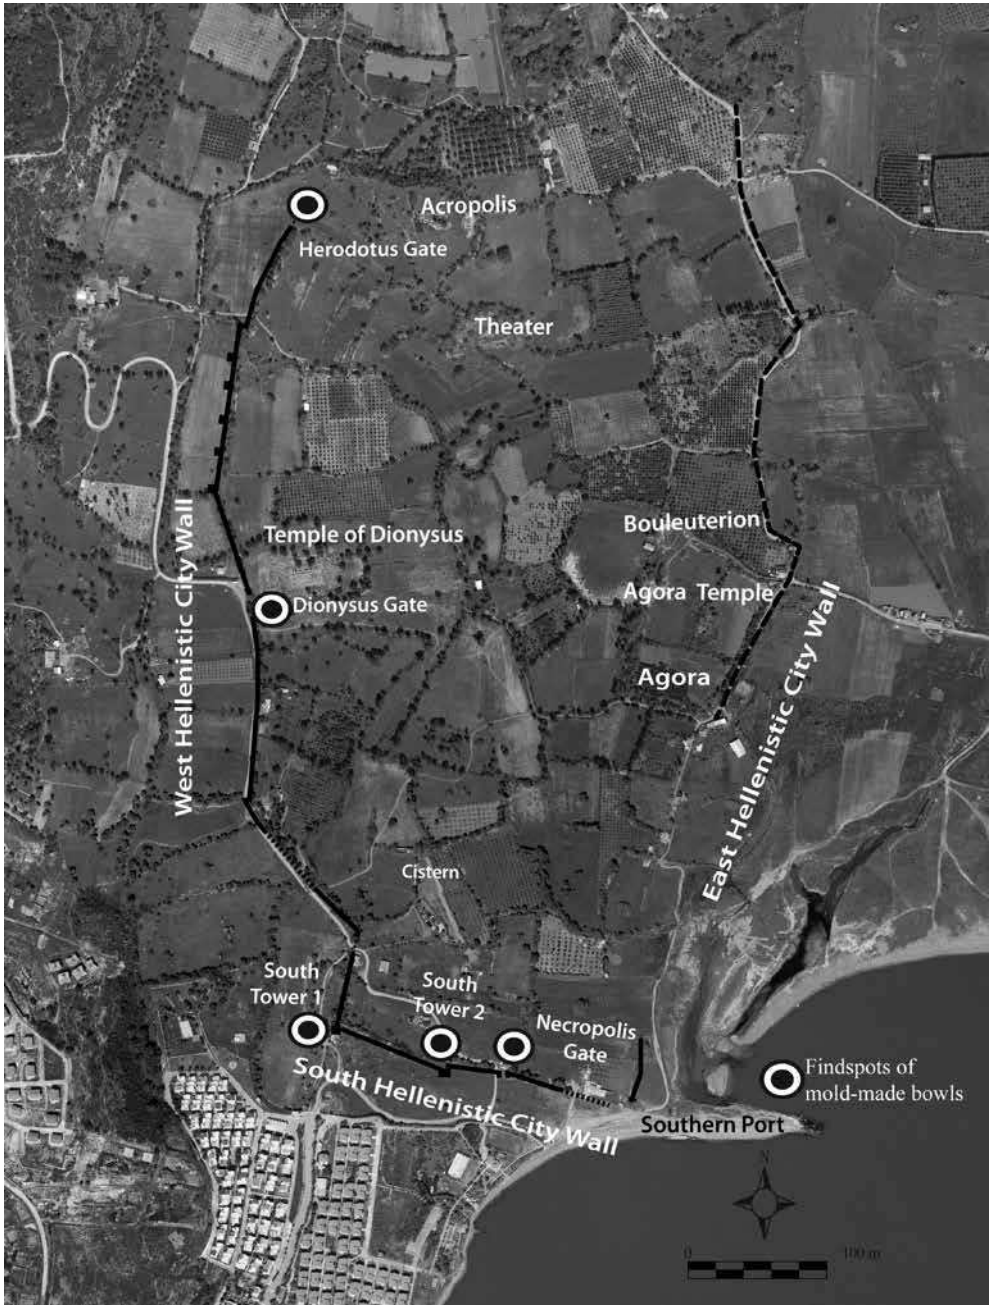 Acropolis
Herodotus Gate
Theater
Bouleuterion
Temple of Dionysus
Agora Temple
Dionysus Gate
West Hellenistic City Wall
Agora
East Hellenistic City Wall
Cistern
South
Tower 1
South
Tower 2
Necropolis
Gate
South Hellenistic City Wall
Findspots of
mold-made bowls
Southern Port
N
0 100 m